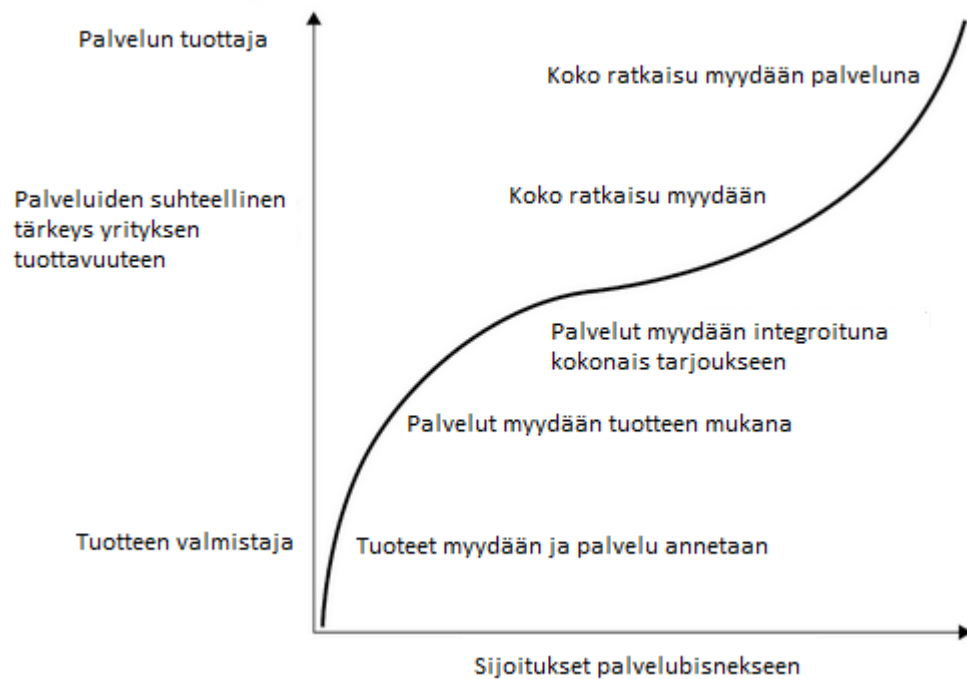 Palvelun tuottaja
Koko ratkaisu myydään palveluna
Palveluiden suhteellinen
tärkeys yrityksen
tuottavuuteen
Koko ratkaisu myydään
Palvelut myydään integroituna
kokonais tarjoukseen
Palvelut myydään tuotteen mukana
Tuotteen valmistaja
Tuoteet myydään ja palvelu annetaan
Sijoitukset palvelubisnekseen